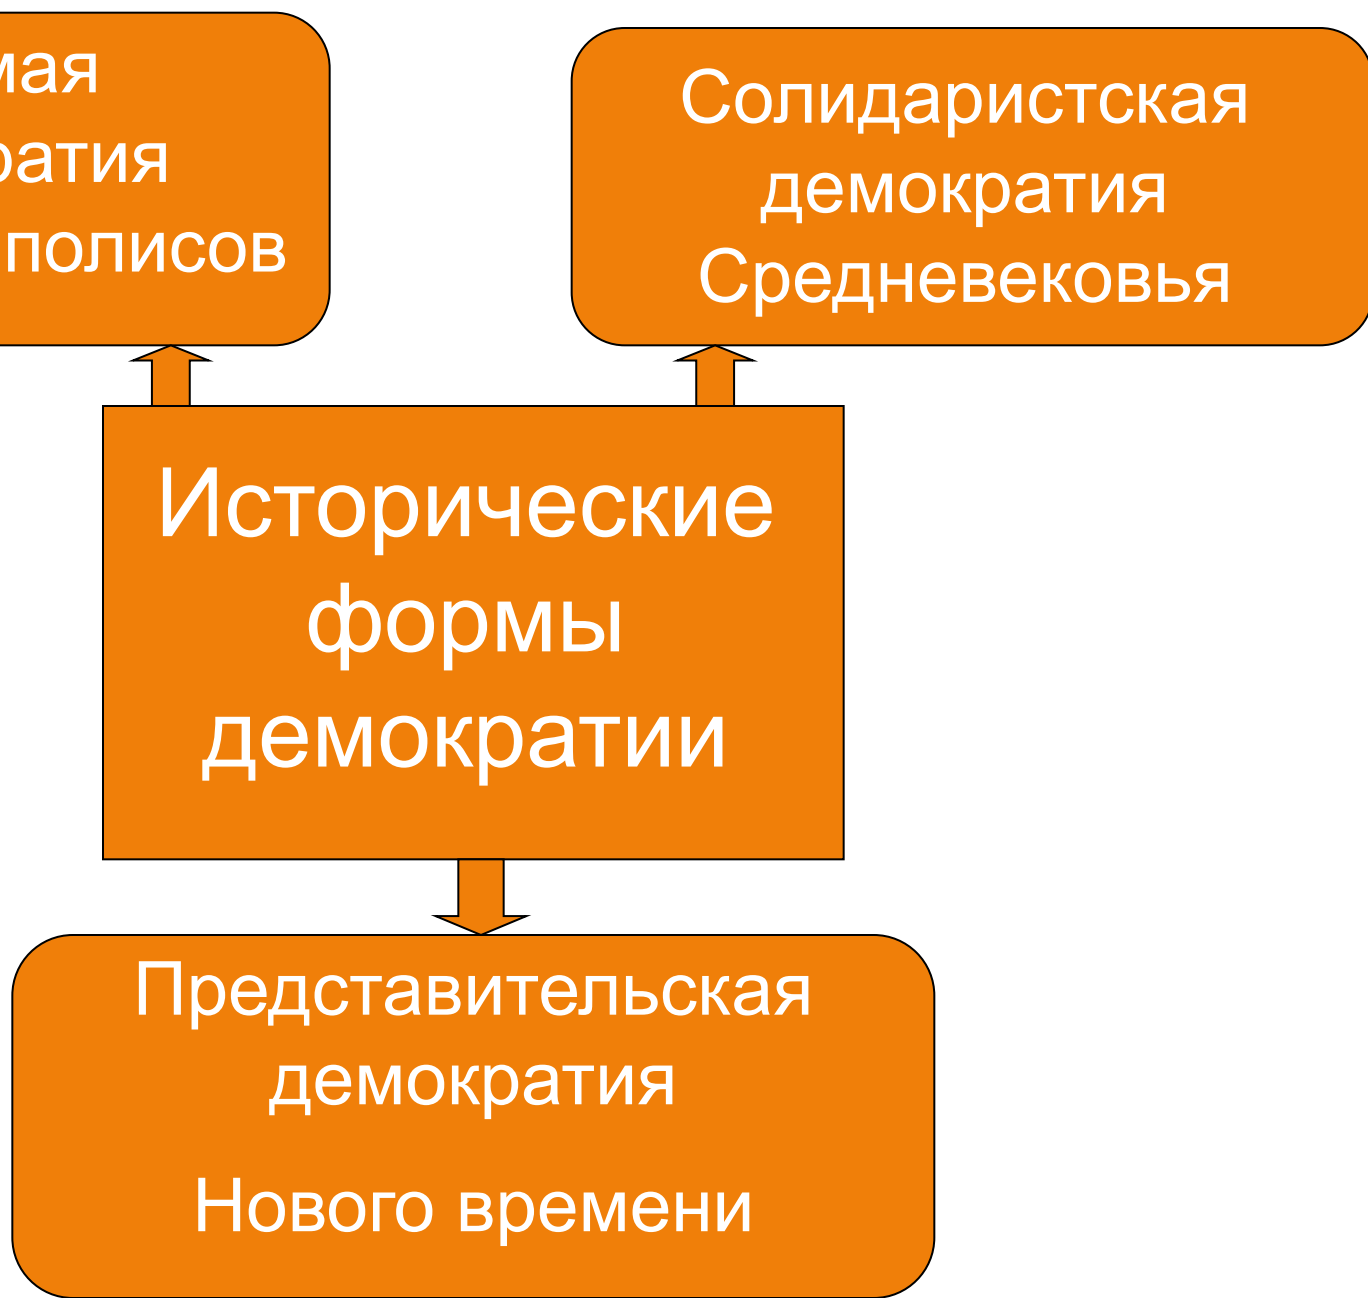 мая
ратия
полисов
Солидаристская
демократия
Средневековья
Исторические
формы
демократии
Представительская
демократия
Нового времени